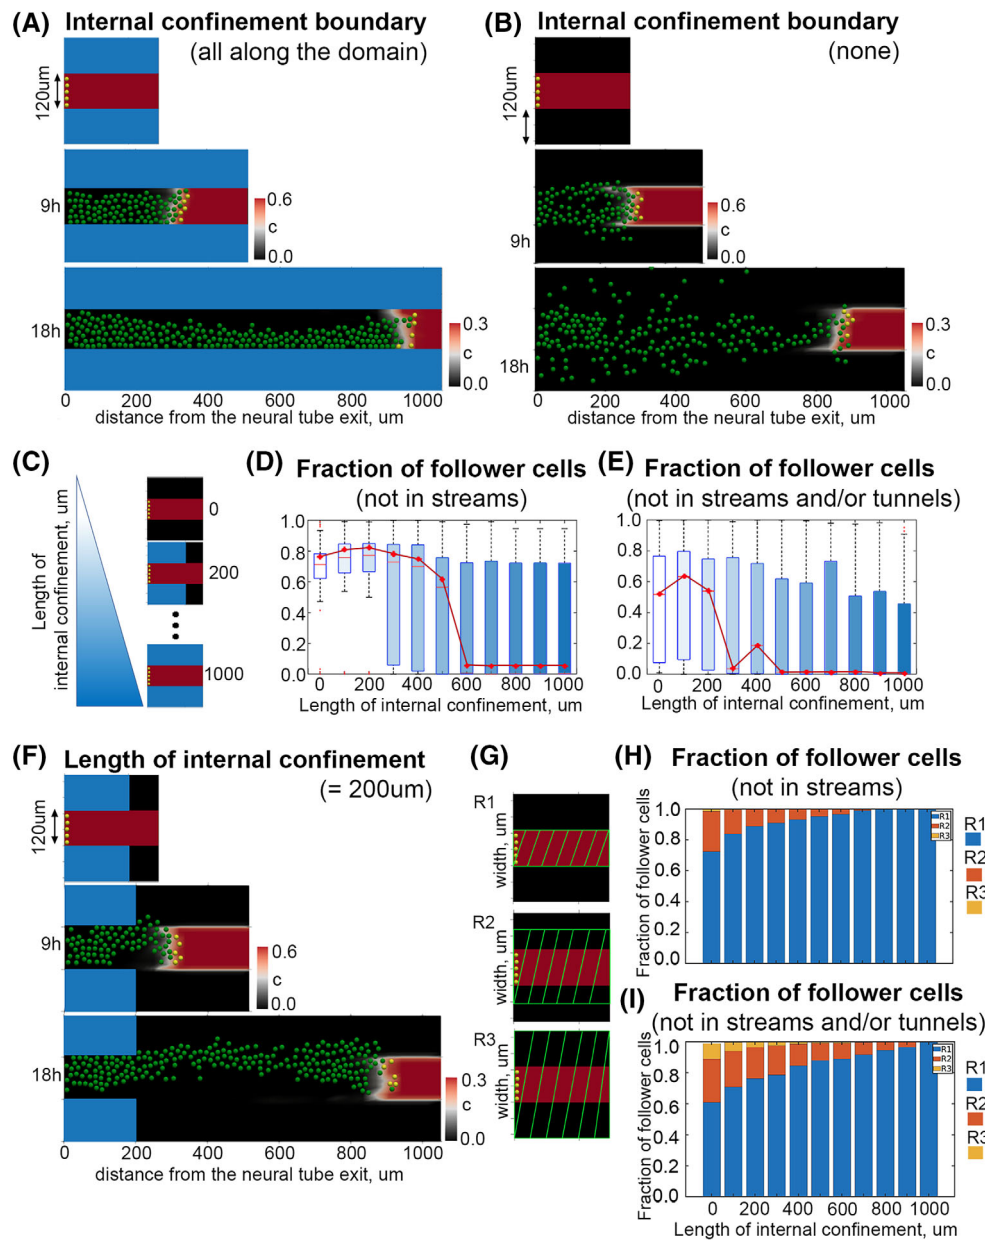 (A) Internal confinement boundary
(all along the domain)
120um
9h
0.6
c
0.0
18h
0.3
c
0.0
0 200 400 600 800 1000
distance from the neural tube exit, um
(B) Internal confinement boundary
(none)
120um
9h
0.6
c
0.0
18h
0.3
c
0.0
0 200 400 600 800 1000
distance from the neural tube exit, um
(C)
Length of
internal confinement, um
0
200
1000
(D) Fraction of follower cells
(not in streams)
1.0
0.8
0.6
0.4
0.2
0.0
0 200 400 600 800 1000
Length of internal confinement, um
(E) Fraction of follower cells
(not in streams and/or tunnels)
1.0
0.8
0.6
0.4
0.2
0.0
0 200 400 600 800 1000
Length of internal confinement, um
(F) Length of internal confinement
(= 200um)
120um
9h
0.6
c
0.0
18h
0.3
c
0.0
0 200 400 600 800 1000
distance from the neural tube exit, um
(G)
R1
width, um
R2
width, um
R3
width, um
(H) Fraction of follower cells
(not in streams)
Fraction of follower cells
1.0
0.8
0.6
0.4
0.2
0.0
R1
R2
R3
R1
R2
R3
(I) Fraction of follower cells
(not in streams and/or tunnels)
Fraction of follower cells
1.0
0.8
0.6
0.4
0.2
0.0
R1
R2
R3
R1
R2
R3
0 200 400 600 800 1000
Length of internal confinement, um